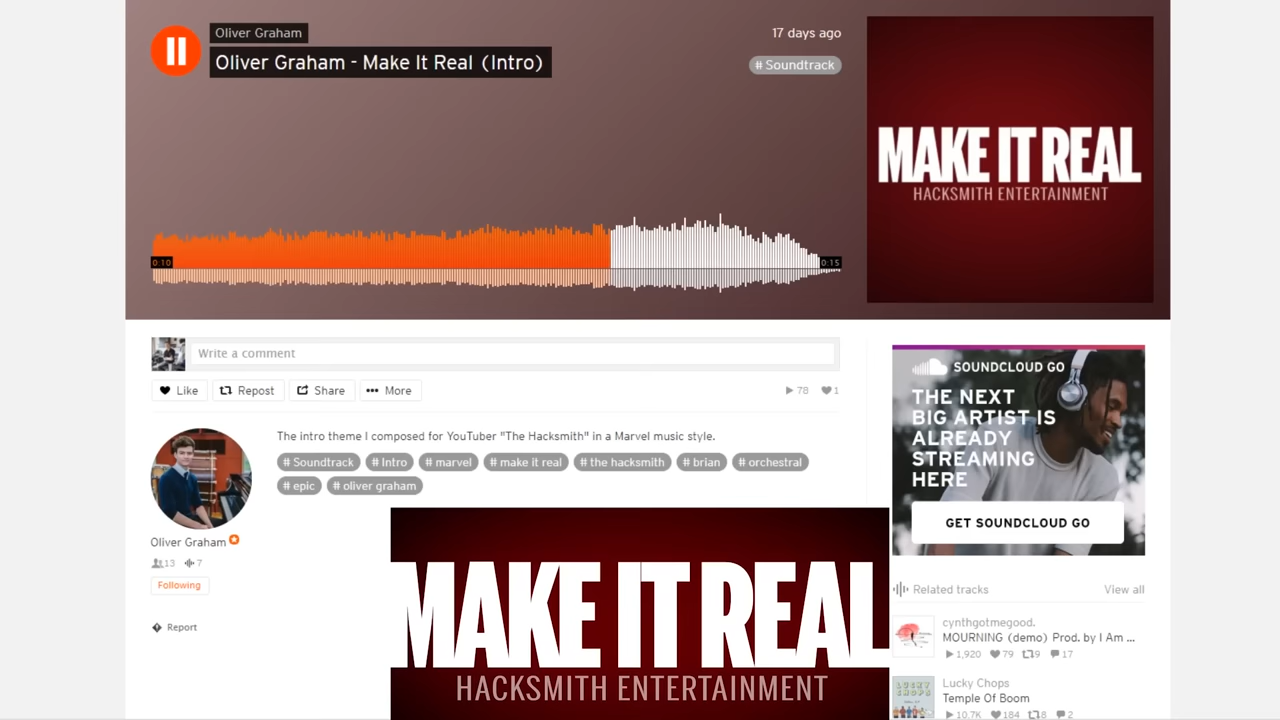 Oliver Graham
Oliver Graham - Make It Real (Intro)
17 days ago
# Soundtrack
MAKE IT REAL
HACKSMITH ENTERTAINMENT
0:10
0:15
Write a comment
Like
Repost
Share
More
78
1
The intro theme I composed for YouTuber "The Hacksmith" in a Marvel music style.
# Soundtrack # Intro # marvel # make it real # the hacksmith # brian # orchestral
# epic # oliver graham
Oliver Graham
13
7
Following
Report
MAKE IT REAL
HACKSMITH ENTERTAINMENT
SOUNDCLOUD GO
THE NEXT
BIG ARTIST IS
ALREADY
STREAMING
HERE
GET SOUNDCLOUD GO
Related tracks
View all
cynthgotmegood.
MOURNING (demo) Prod. by I Am ...
1,920 79 9 17
LUCKY
CHOPS
Lucky Chops
Temple Of Boom
10.7K 184 8 2